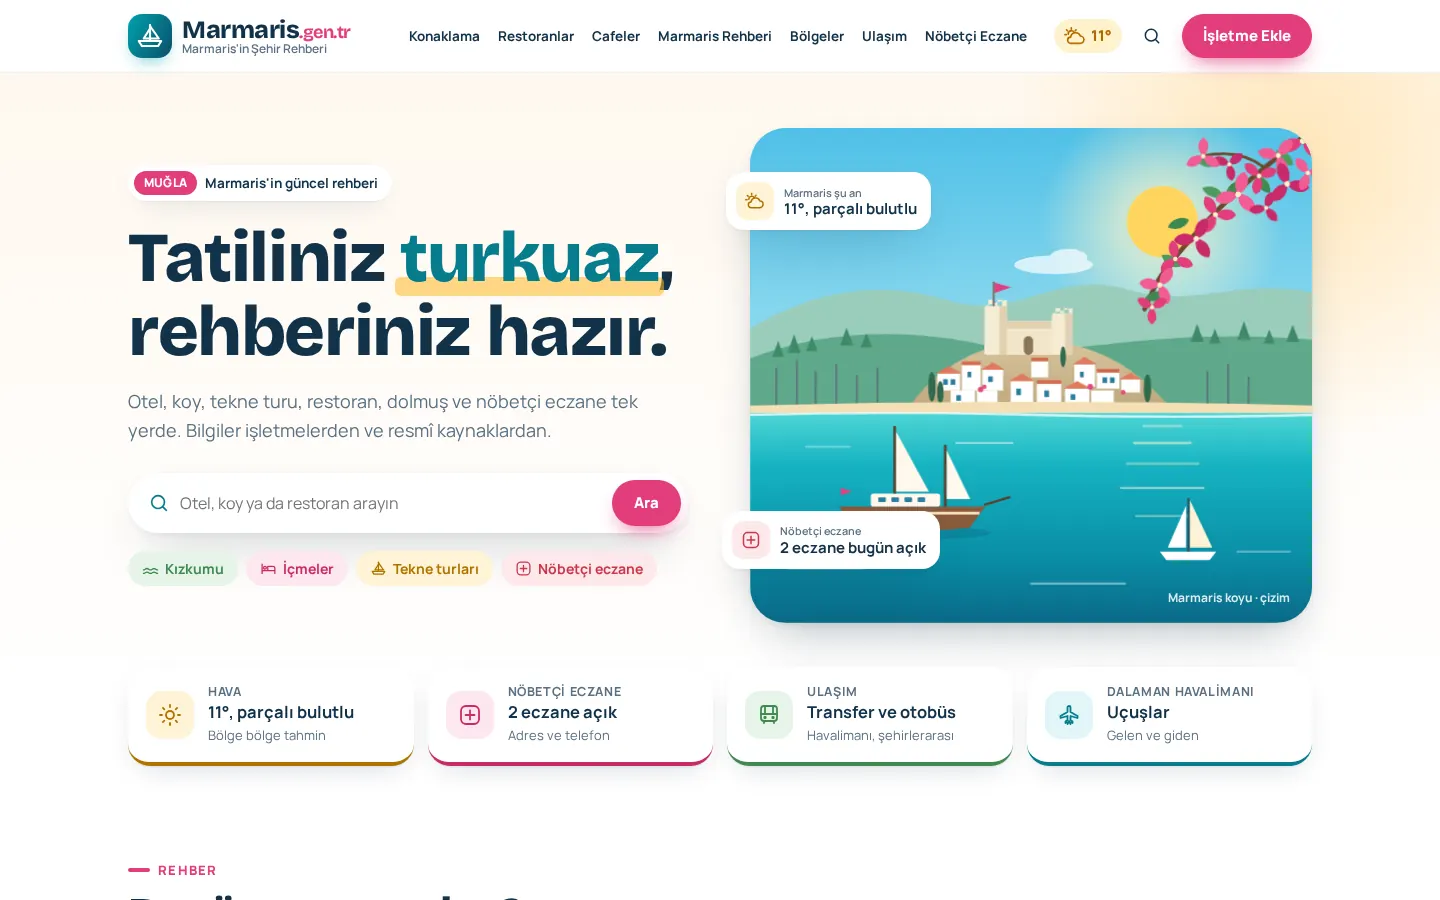 Marmaris.gen.tr
Marmaris'in Şehir Rehberi
Konaklama
Restoranlar
Cafeler
Marmaris Rehberi
Bölgeler
Ulaşım
Nöbetçi Eczane
11°
İşletme Ekle
MUĞLA Marmaris'in güncel rehberi
Tatiliniz turkuaz,
rehberiniz hazır.
Otel, koy, tekne turu, restoran, dolmuş ve nöbetçi eczane tek
yerde. Bilgiler işletmelerden ve resmî kaynaklardan.
Otel, koy ya da restoran arayın
Ara
Kızkumu
İçmeler
Tekne turları
Nöbetçi eczane
Marmaris şu an
11°, parçalı bulutlu
Nöbetçi eczane
2 eczane bugün açık
Marmaris koyu · çizim
HAVA
11°, parçalı bulutlu
Bölge bölge tahmin
NÖBETÇİ ECZANE
2 eczane açık
Adres ve telefon
ULAŞIM
Transfer ve otobüs
Havalimanı, şehirlerarası
DALAMAN HAVALİMANI
Uçuşlar
Gelen ve giden
REHBER